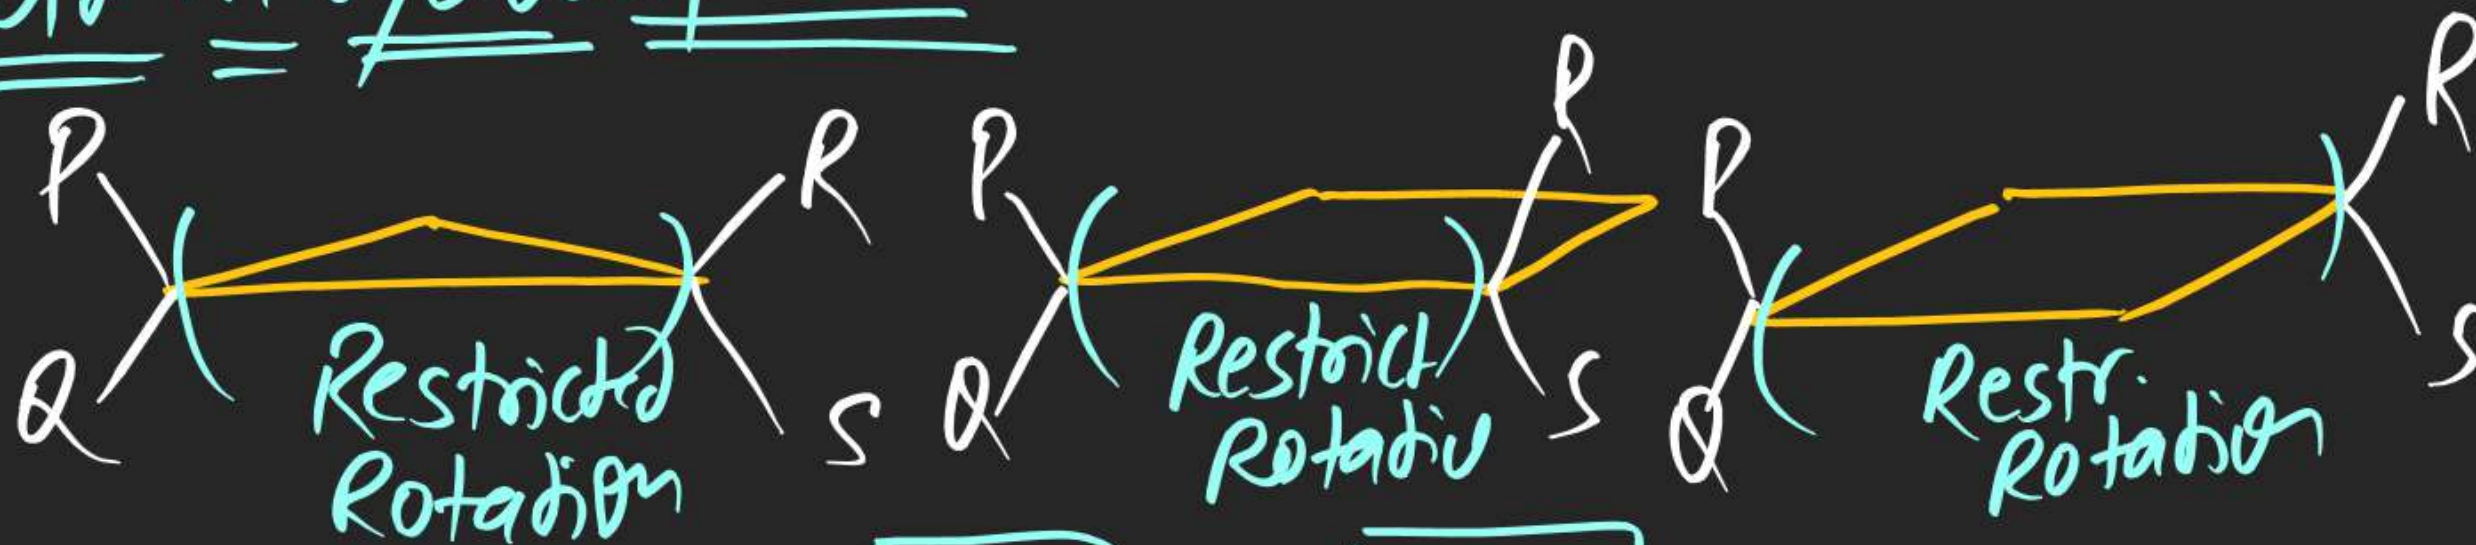 P R P R P R
Q S Q S Q S
Restricted Rotation
Restrict Rotatiu
Restr. Rotation